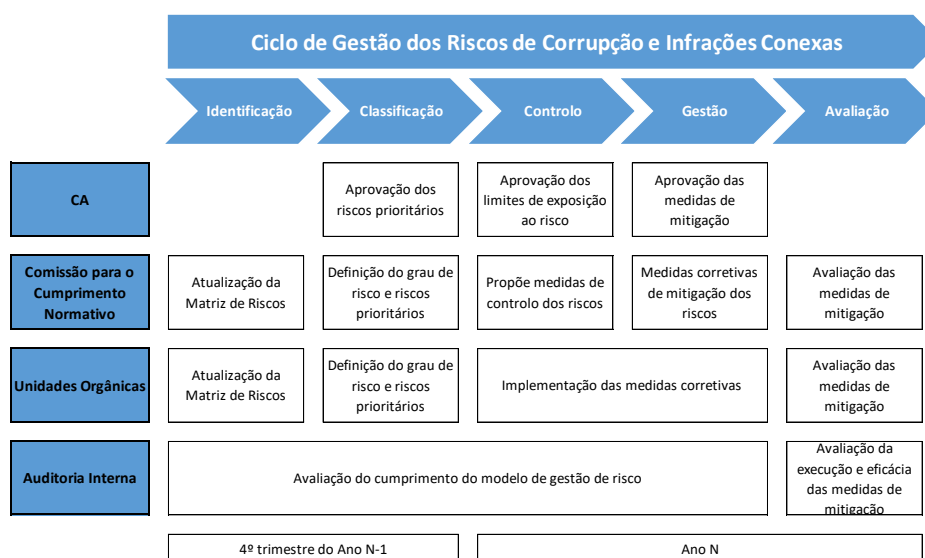 Ciclo de Gestão dos Riscos de Corrupção e Infrações Conexas
Identificação
Classificação
Controlo
Gestão
Avaliação
CA
Aprovação dos
riscos prioritários
Aprovação dos
limites de exposição
ao risco
Aprovação das
medidas de
mitigação
Comissão para o
Cumprimento
Normativo
Atualização da
Matriz de Riscos
Definição do grau de
risco e riscos
prioritários
Propõe medidas de
controlo dos riscos
Medidas corretivas
de mitigação dos
riscos
Avaliação das
medidas de
mitigação
Unidades Orgânicas
Atualização da
Matriz de Riscos
Definição do grau de
risco e riscos
prioritários
Implementação das medidas corretivas
Avaliação das
medidas de
mitigação
Auditoria Interna
Avaliação do cumprimento do modelo de gestão de risco
Avaliação da
execução e eficácia
das medidas de
mitigação
4º trimestre do Ano N-1
Ano N